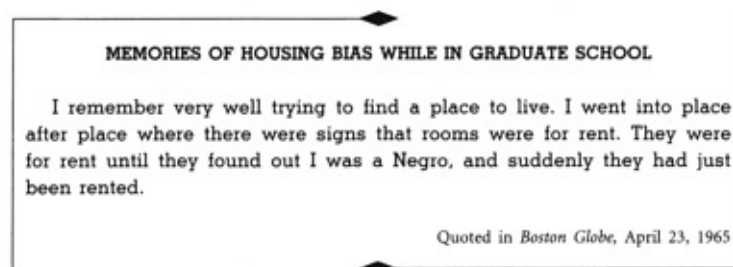 MEMORIES OF HOUSING BIAS WHILE IN GRADUATE SCHOOL
I remember very well trying to find a place to live. I went into place
after place where there were signs that rooms were for rent. They were
for rent until they found out I was a Negro, and suddenly they had just
been rented.
Quoted in Boston Globe, April 23, 1965